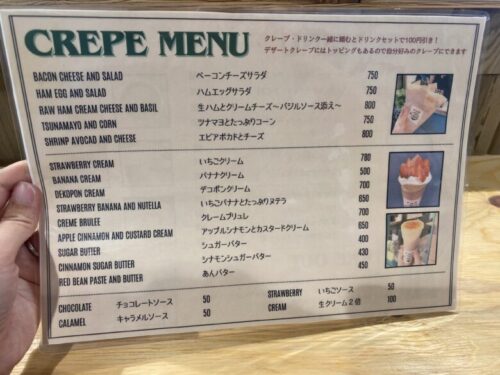 CREPE MENU
クレープ・ドリンク一緒に頼むとドリンクセットで100円引き！
デザートクレープにはトッピングもあるので自分好みのクレープにできます
BACON CHEESE AND SALAD ベーコンチーズサラダ 750
HAM EGG AND SALAD ハムエッグサラダ 750
RAW HAM CREAM CHEESE AND BASIL 生ハムとクリームチーズ～バジルソース添え～ 800
TSUNAMAYO AND CORN ツナマヨとたっぷりコーン 750
SHRINP AVOCAD AND CHEESE エビアボカドとチーズ 800
STRAWBERRY CREAM いちごクリーム 780
BANANA CREAM バナナクリーム 500
DEKOPON CREAM デコポンクリーム 700
STRAWBERRY BANANA AND NUTELLA いちごバナナとたっぷりヌテラ 650
CREME BRULEE クレームブリュレ
APPLE CINNAMON AND CUSTARD CREAM アップルシナモンとカスタードクリーム
SUGAR BUTTER シュガーバター 400
CINNAMON SUGAR BUTTER シナモンシュガーバター 430
RED BEAN PASTE AND BUTTER あんバター 450
CHOCOLATE チョコレートソース 50 STRAWBERRY いちごソース 50
CALAMEL キャラメルソース 50 CREAM 生クリーム2倍 100